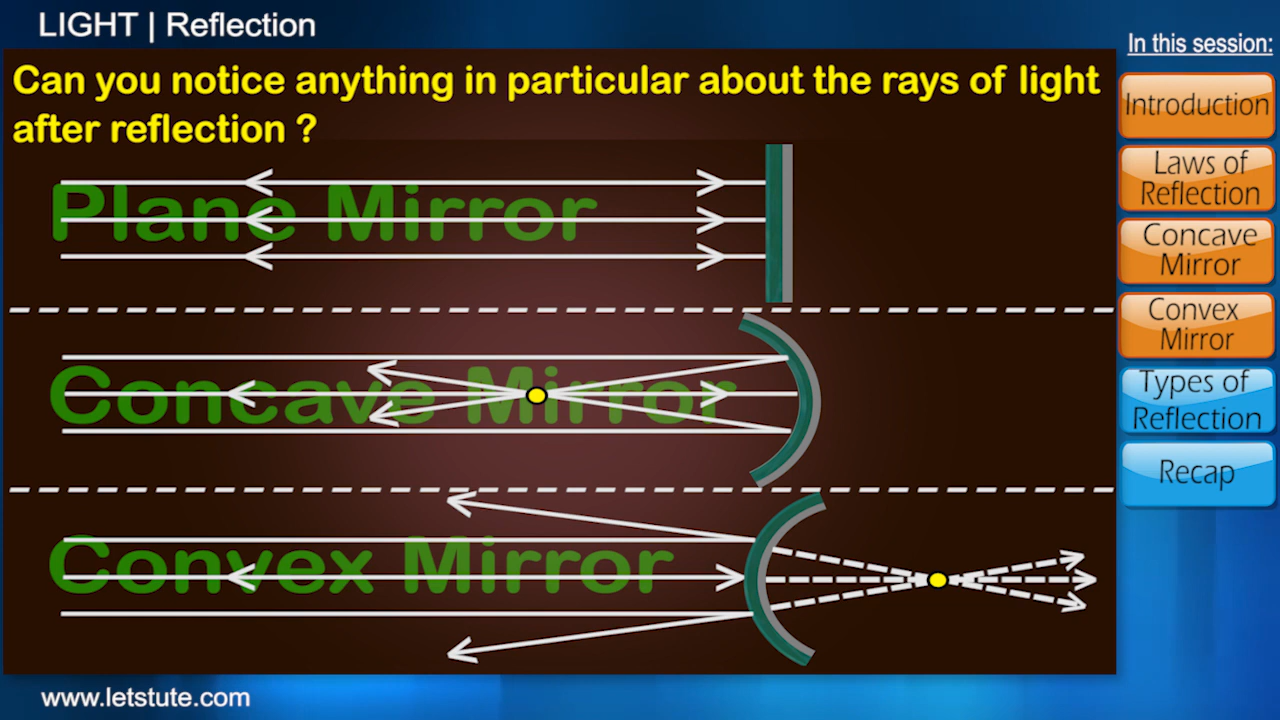 LIGHT | Reflection
In this session:
Can you notice anything in particular about the rays of light
after reflection ?
Plane Mirror
Concave Mirror
Convex Mirror
Introduction
Laws of
Reflection
Concave
Mirror
Convex
Mirror
Types of
Reflection
Recap
www.letstute.com